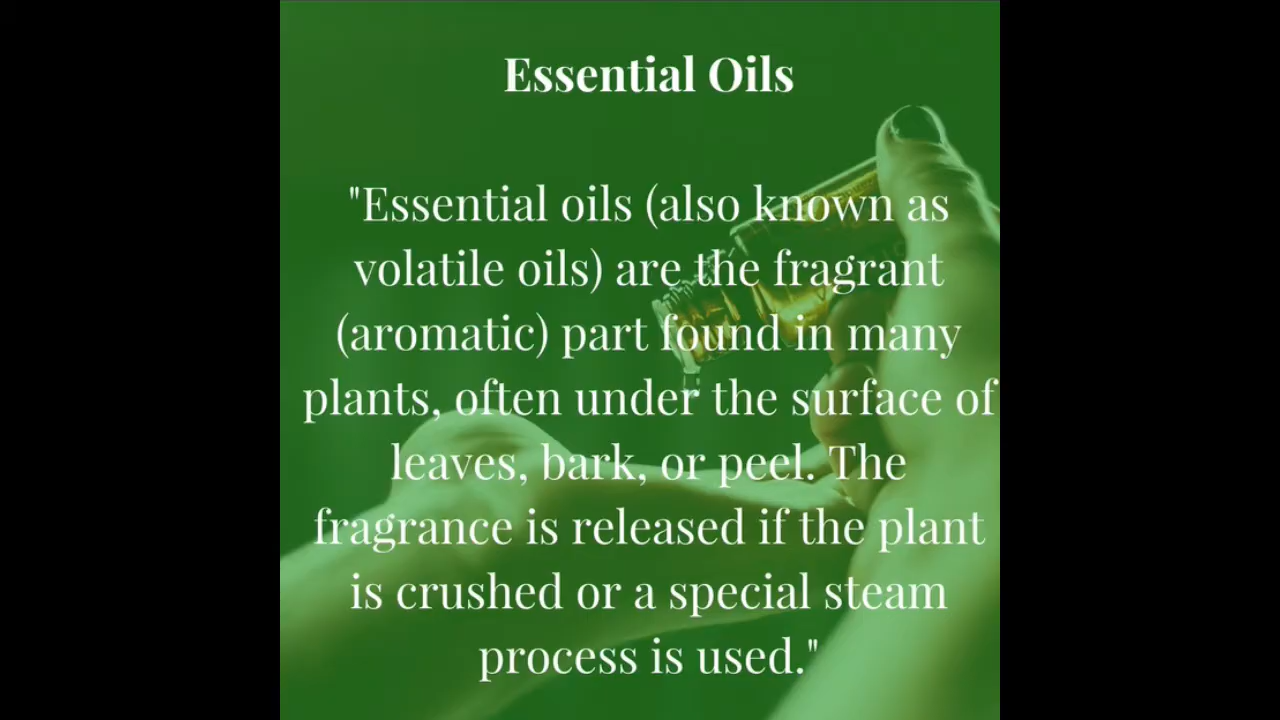 Essential Oils
"Essential oils (also known as
volatile oils) are the fragrant
(aromatic) part found in many
plants, often under the surface of
leaves, bark, or peel. The
fragrance is released if the plant
is crushed or a special steam
process is used."